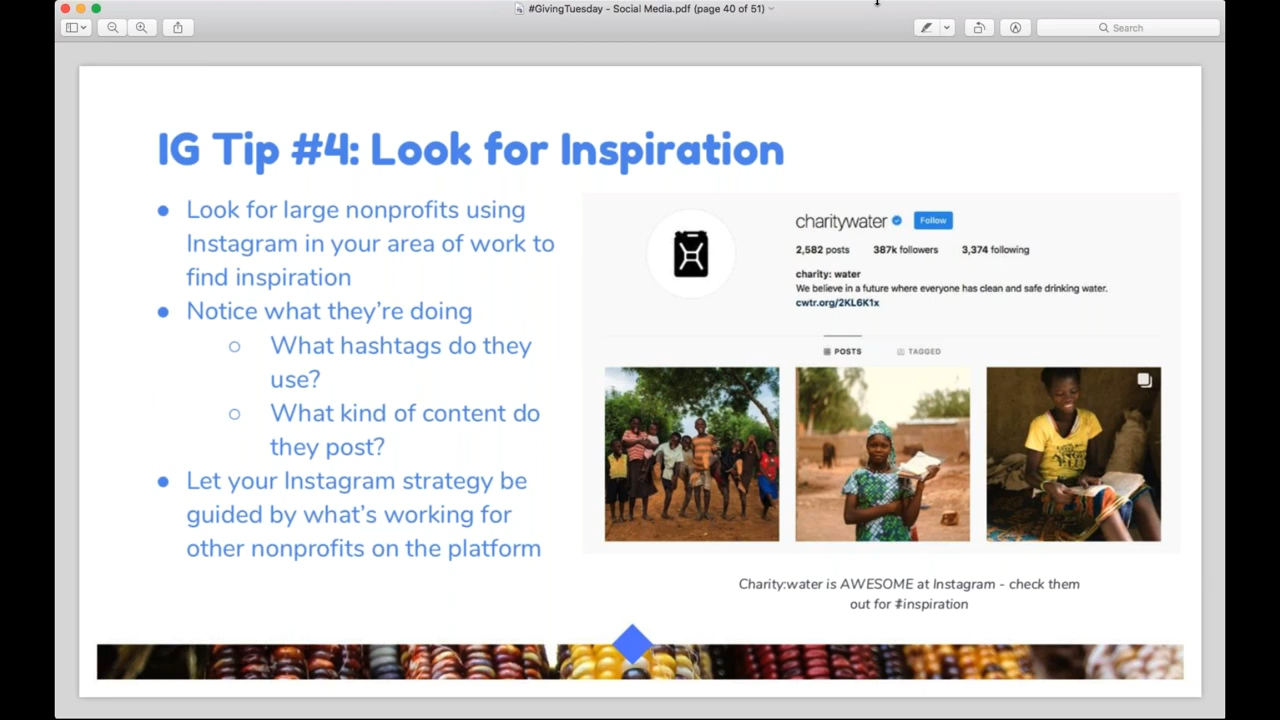 #GivingTuesday - Social Media.pdf (page 40 of 51)
Search
IG Tip #4: Look for Inspiration
● Look for large nonprofits using
Instagram in your area of work to
find inspiration
● Notice what they're doing
○ What hashtags do they
use?
○ What kind of content do
they post?
● Let your Instagram strategy be
guided by what's working for
other nonprofits on the platform
charitywater Follow
2,582 posts 387k followers 3,374 following
charity: water
We believe in a future where everyone has clean and safe drinking water.
cwtr.org/2KL6K1x
POSTS TAGGED
Charity:water is AWESOME at Instagram - check them
out for #inspiration